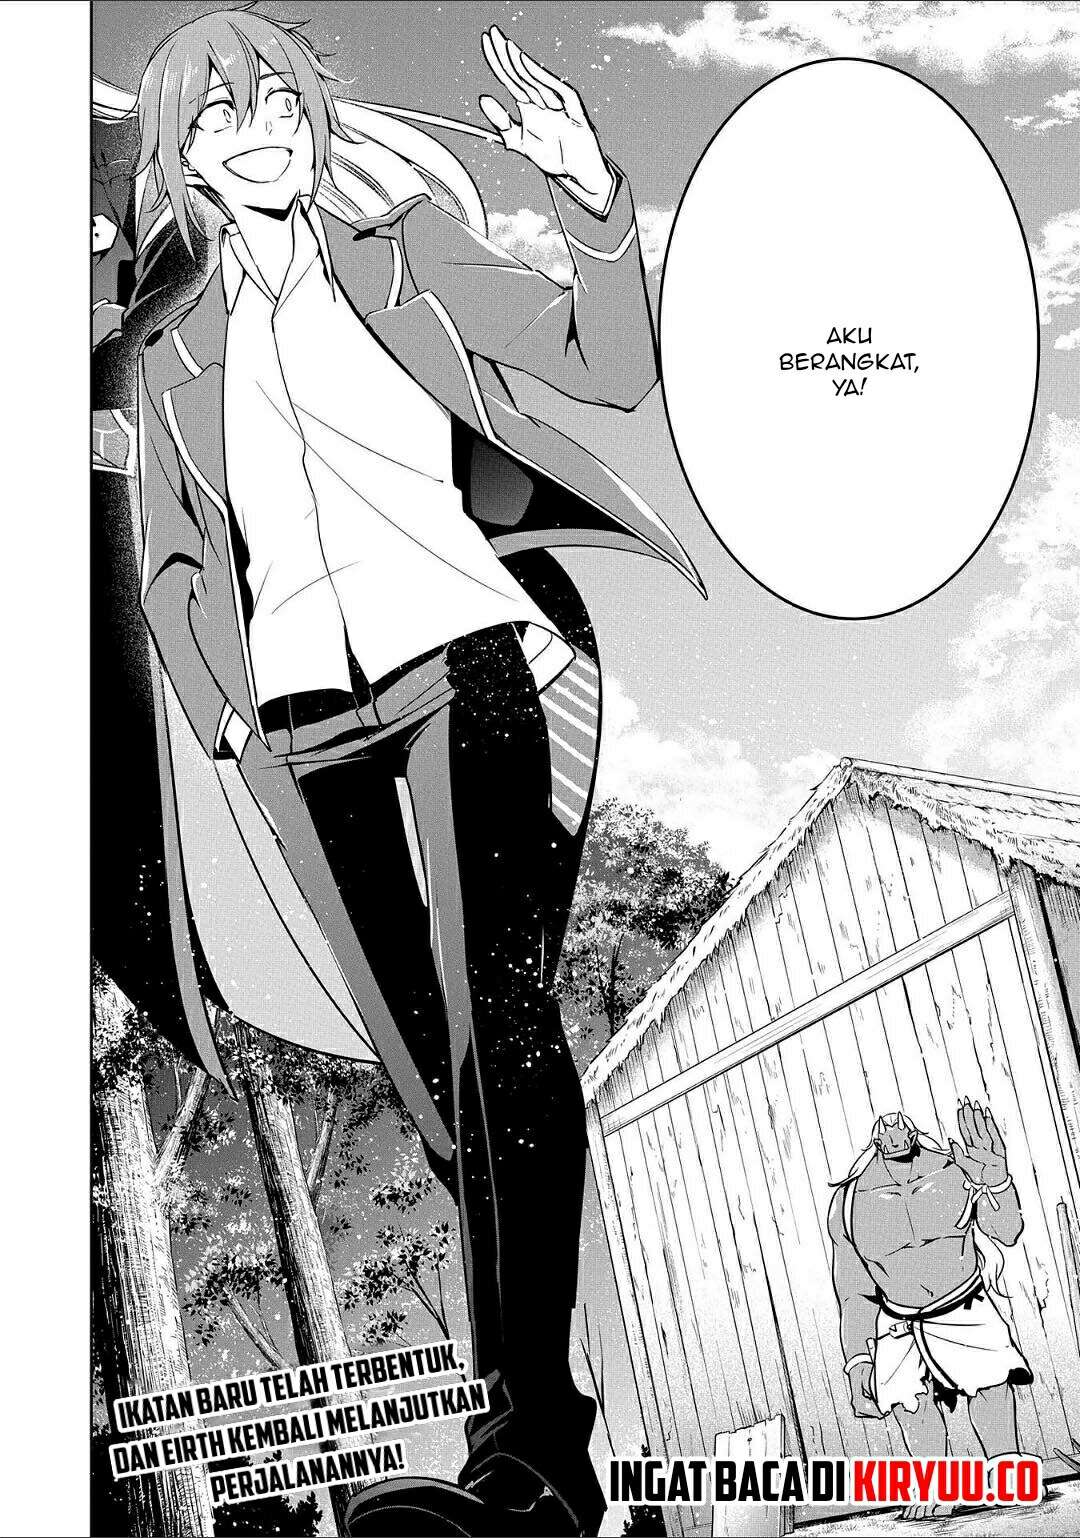 AKU
BERANGKAT,
YA!
IKATAN BARU TELAH TERBENTUK,
DAN EIRTH KEMBALI MELANJUTKAN
PERJALANANNYA!
INGAT BACA DI KIRYUU.CO